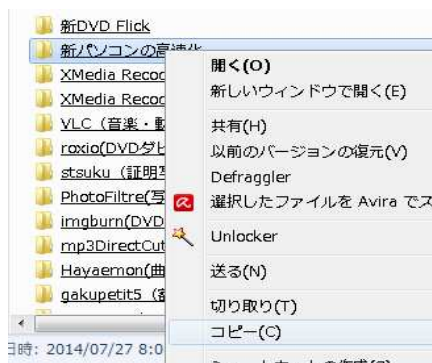 新DVD Flick
新パソコンの高速化
XMedia Recoc
XMedia Recoc
VLC（音楽・動
roxio(DVDダビ
stsuku（証明写
PhotoFiltre(写
imgburn(DVD
mp3DirectCut
Hayaemon(曲
gakupetit5（
日時: 2014/07/27 8:0
開く(O)
新しいウィンドウで開く(E)
共有(H)
以前のバージョンの復元(V)
Defraggler
選択したファイルを Avira でス
Unlocker
送る(N)
切り取り(T)
コピー(C)